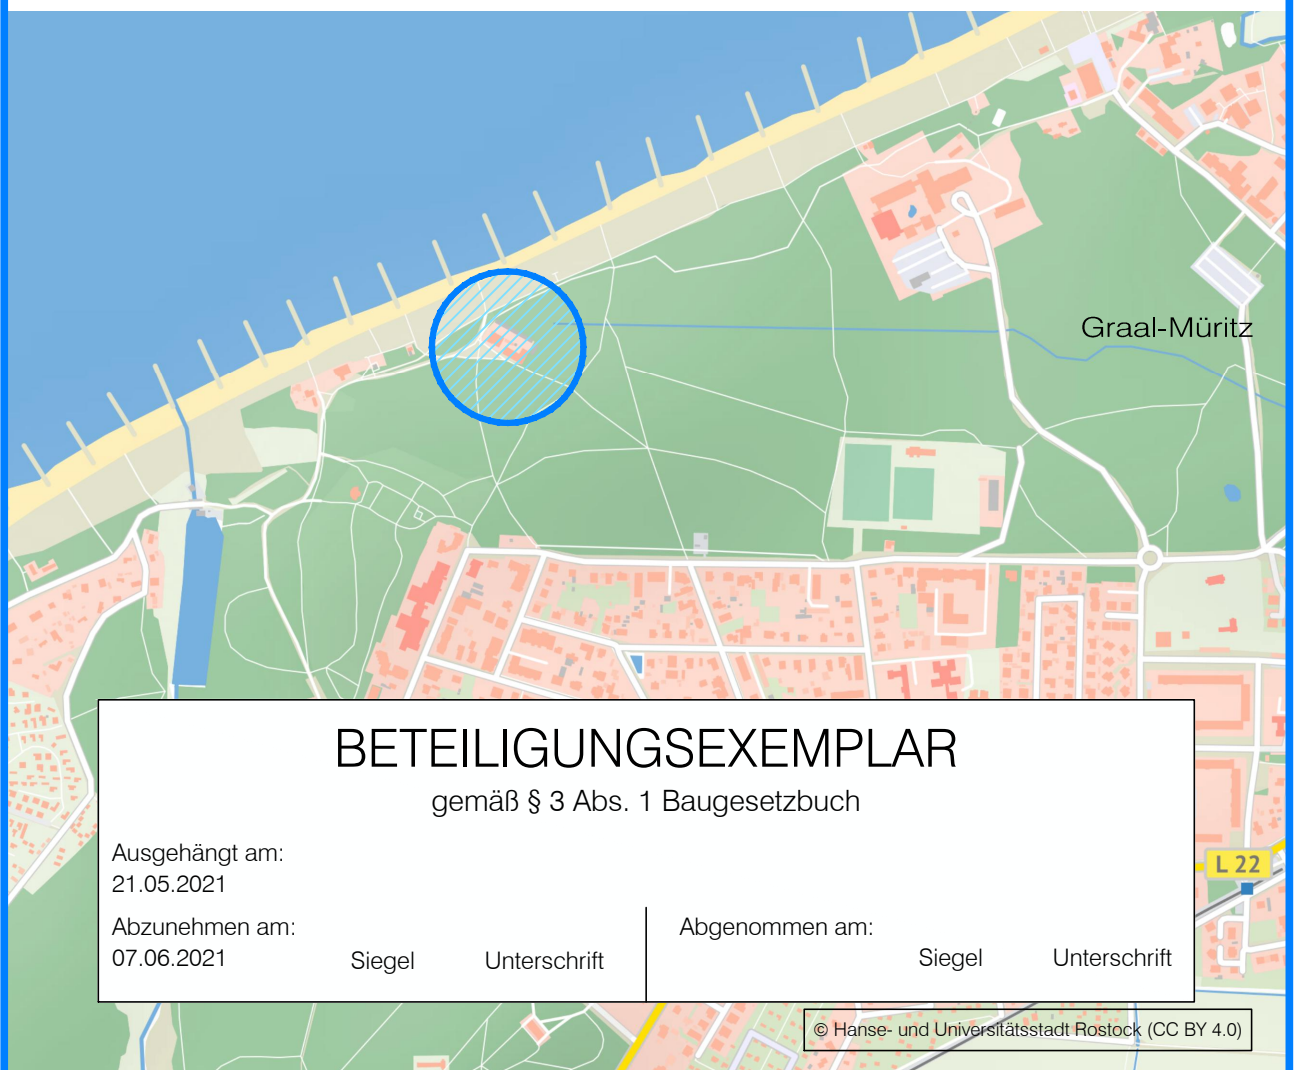 Graal-Müritz
BETEILIGUNGSEXEMPLAR
gemäß § 3 Abs. 1 Baugesetzbuch
Ausgehängt am:
21.05.2021
Abzunehmen am:
07.06.2021
Siegel Unterschrift
Abgenommen am:
Siegel Unterschrift
L 22
© Hanse- und Universitätsstadt Rostock (CC BY 4.0)